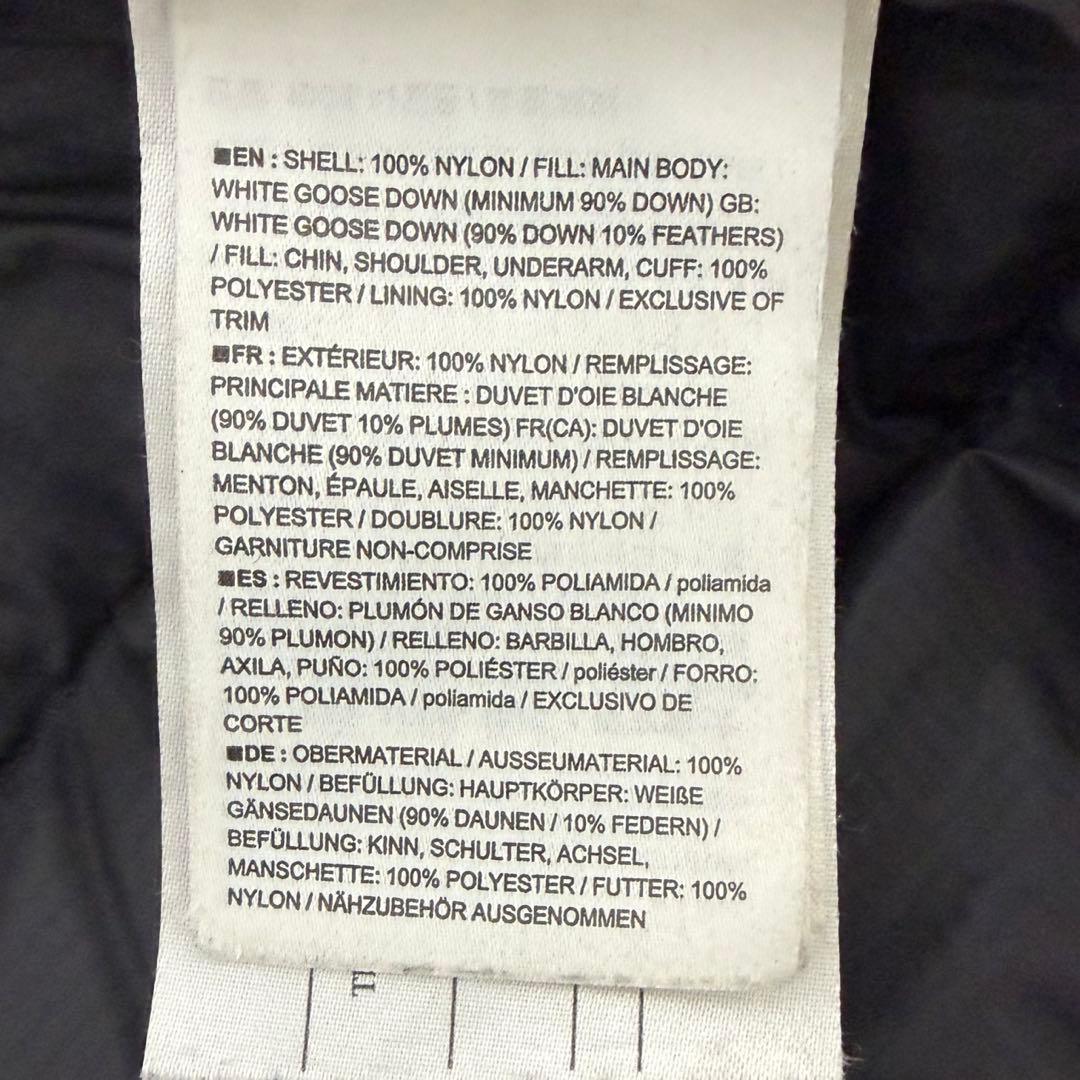 ■EN : SHELL: 100% NYLON / FILL: MAIN BODY:
WHITE GOOSE DOWN (MINIMUM 90% DOWN) GB:
WHITE GOOSE DOWN (90% DOWN 10% FEATHERS)
/ FILL: CHIN, SHOULDER, UNDERARM, CUFF: 100%
POLYESTER / LINING: 100% NYLON / EXCLUSIVE OF
TRIM
■FR : EXTÉRIEUR: 100% NYLON / REMPLISSAGE:
PRINCIPALE MATIERE : DUVET D'OIE BLANCHE
(90% DUVET 10% PLUMES) FR(CA): DUVET D'OIE
BLANCHE (90% DUVET MINIMUM) / REMPLISSAGE:
MENTON, ÉPAULE, AISELLE, MANCHETTE: 100%
POLYESTER / DOUBLURE: 100% NYLON /
GARNITURE NON-COMPRISE
■ES : REVESTIMIENTO: 100% POLIAMIDA / poliamida
/ RELLENO: PLUMÓN DE GANSO BLANCO (MINIMO
90% PLUMON) / RELLENO: BARBILLA, HOMBRO,
AXILA, PUÑO: 100% POLIÉSTER / poliéster / FORRO:
100% POLIAMIDA / poliamida / EXCLUSIVO DE
CORTE
■DE : OBERMATERIAL / AUSSEUMATERIAL: 100%
NYLON / BEFÜLLUNG: HAUPTKÖRPER: WEIßE
GÄNSEDAUNEN (90% DAUNEN / 10% FEDERN) /
BEFÜLLUNG: KINN, SCHULTER, ACHSEL,
MANSCHETTE: 100% POLYESTER / FUTTER: 100%
NYLON / NÄHZUBEHÖR AUSGENOMMEN